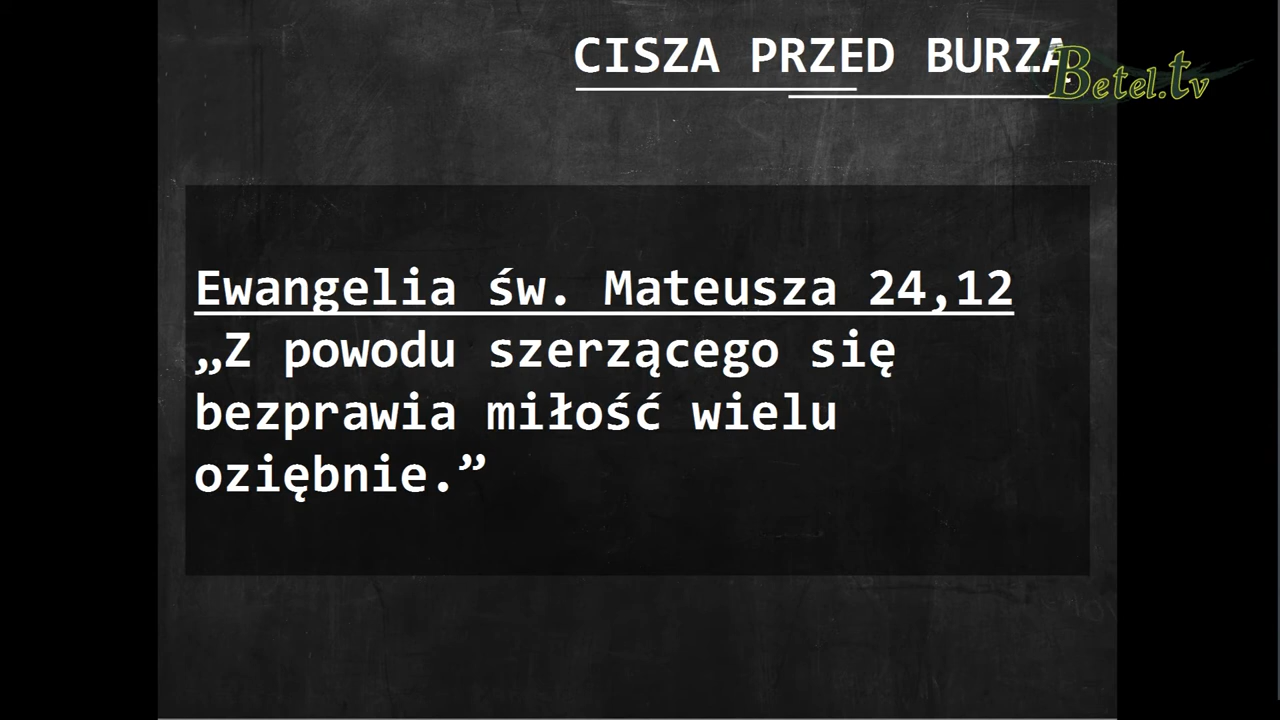 CISZA PRZED BURZĄ
Betel.tv
Ewangelia św. Mateusza 24,12
„Z powodu szerzącego się
bezprawia miłość wielu
oziębnie.”